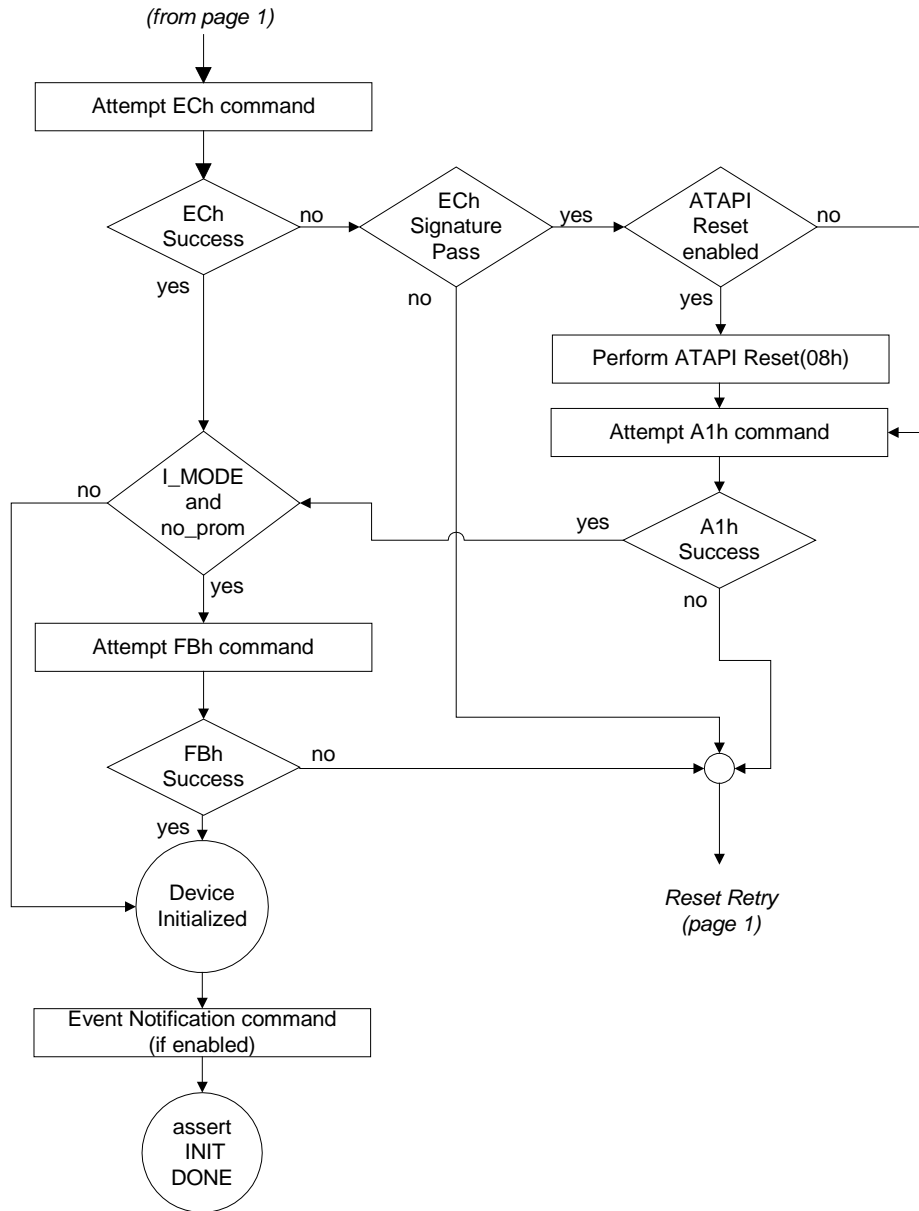 (from page 1)
Attempt ECh command
ECh
Success
no
yes
ECh
Signature
Pass
yes
no
ATAPI
Reset
enabled
no
yes
Perform ATAPI Reset(08h)
Attempt A1h command
A1h
Success
yes
no
I_MODE
and
no_prom
no
yes
Attempt FBh command
FBh
Success
no
yes
Device
Initialized
Reset Retry
(page 1)
Event Notification command
(if enabled)
assert
INIT
DONE